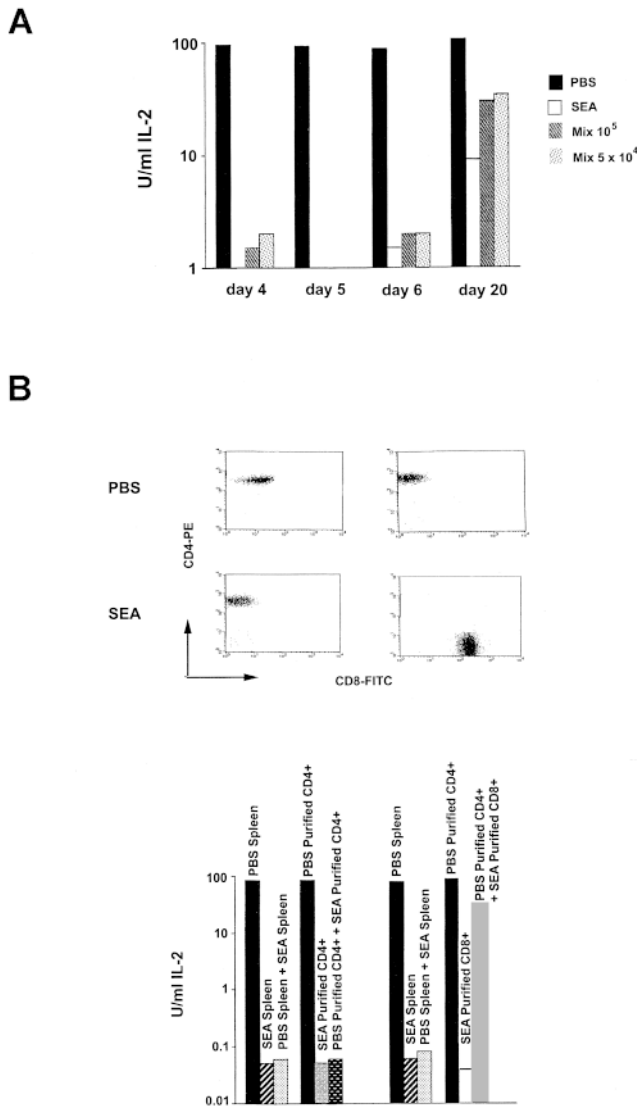 A
100
10
1
U/ml IL-2
day 4
day 5
day 6
day 20
PBS
SEA
Mix 10⁵
Mix 5 x 10⁴
B
PBS
SEA
CD4-PE
CD8-FITC
U/ml IL-2
100
10
1
0.1
0.01
PBS Spleen
SEA Spleen
PBS Spleen + SEA Spleen
PBS Purified CD4+
SEA Purified CD4+
PBS Purified CD4+ + SEA Purified CD4+
PBS Spleen
SEA Spleen
PBS Spleen + SEA Spleen
PBS Purified CD4+
SEA Purified CD8+
PBS Purified CD4+
+ SEA Purified CD8+